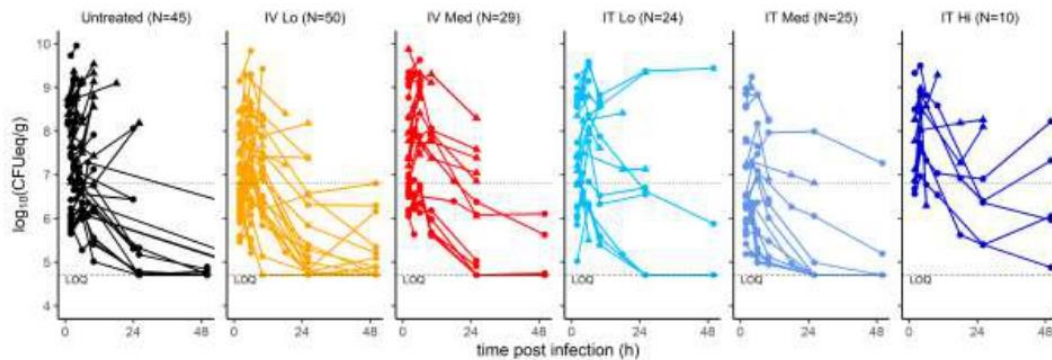 Untreated (N=45) IV Lo (N=50) IV Med (N=29) IT Lo (N=24) IT Med (N=25) IT Hi (N=10)
log₁₀(CFUeq/g)
10
9
8
7
6
5
4
LOQ LOQ LOQ LOQ LOQ LOQ
0 24 48 0 24 48 0 24 48 0 24 48 0 24 48 0 24 48
time post infection (h)